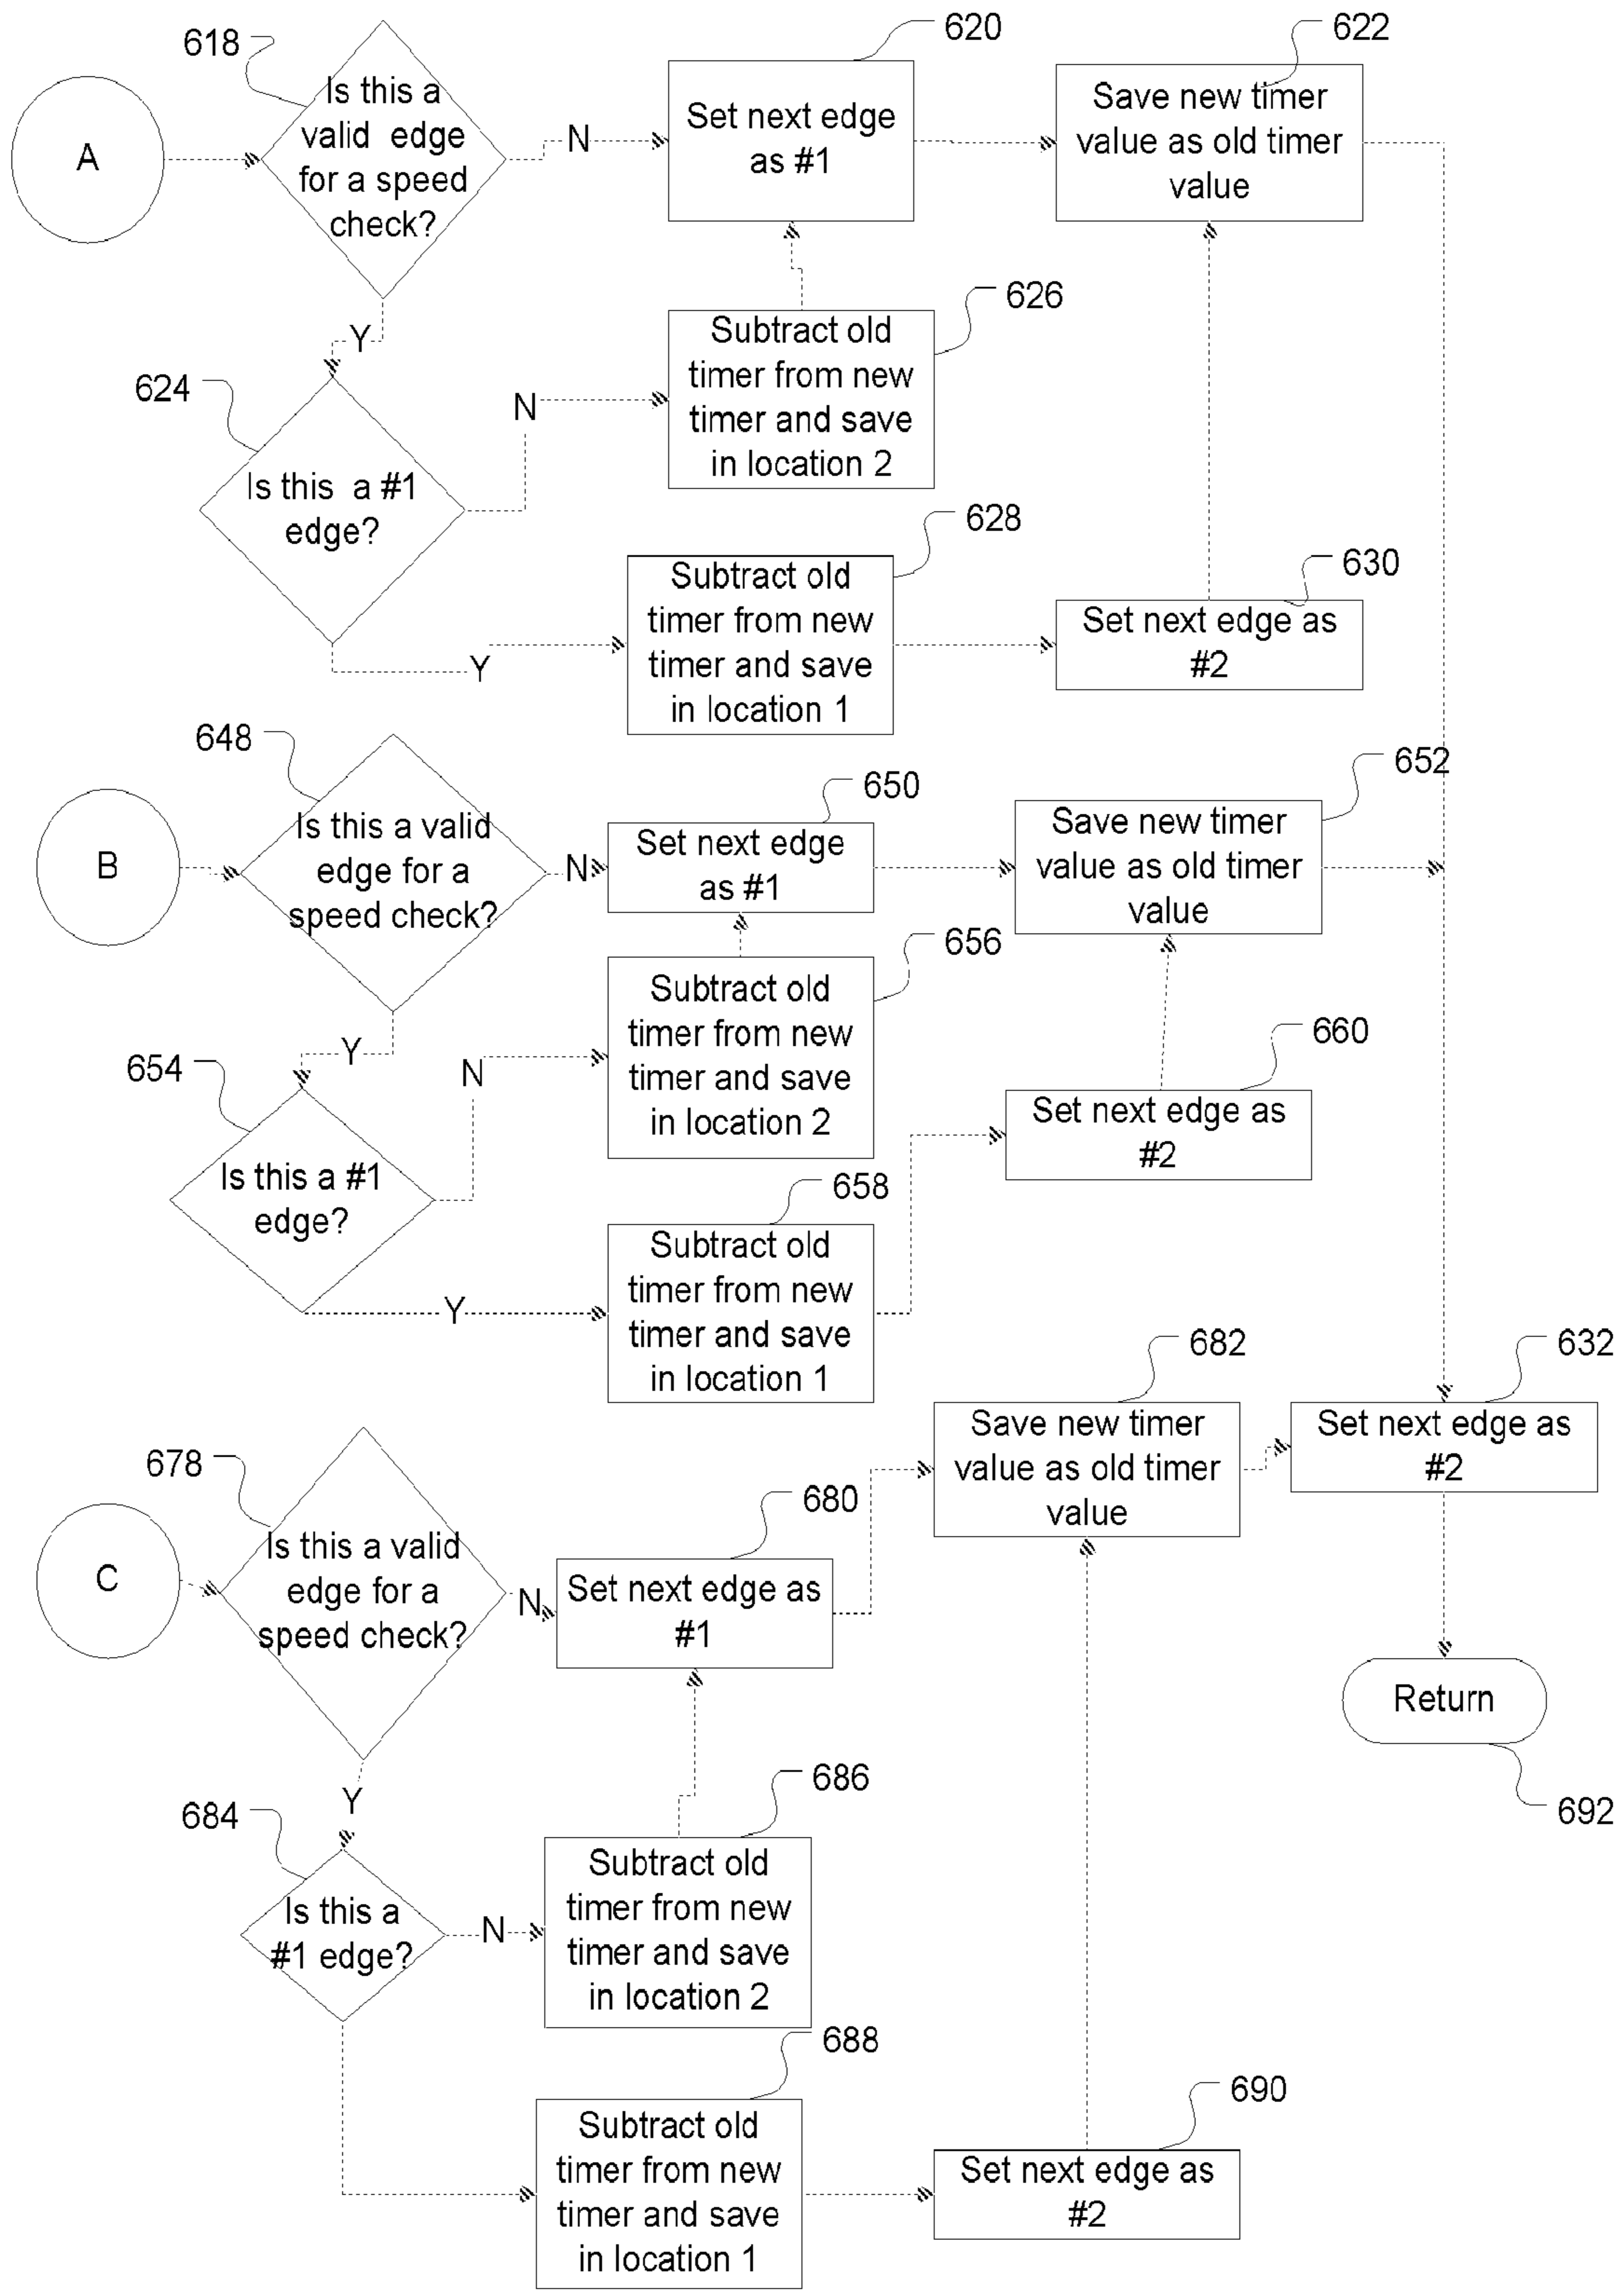 618
A
Is this a
valid edge
for a speed
check?
N
620
Set next edge
as #1
622
Save new timer
value as old timer
value
Y
624
Is this a #1
edge?
N
626
Subtract old
timer from new
timer and save
in location 2
Y
628
Subtract old
timer from new
timer and save
in location 1
630
Set next edge as
#2
648
B
Is this a valid
edge for a
speed check?
N
650
Set next edge
as #1
652
Save new timer
value as old timer
value
Y
654
Is this a #1
edge?
N
656
Subtract old
timer from new
timer and save
in location 2
660
Set next edge as
#2
Y
658
Subtract old
timer from new
timer and save
in location 1
678
C
Is this a valid
edge for a
speed check?
N
680
Set next edge as
#1
682
Save new timer
value as old timer
value
632
Set next edge as
#2
Return
692
Y
684
Is this a
#1 edge?
N
686
Subtract old
timer from new
timer and save
in location 2
688
Subtract old
timer from new
timer and save
in location 1
690
Set next edge as
#2